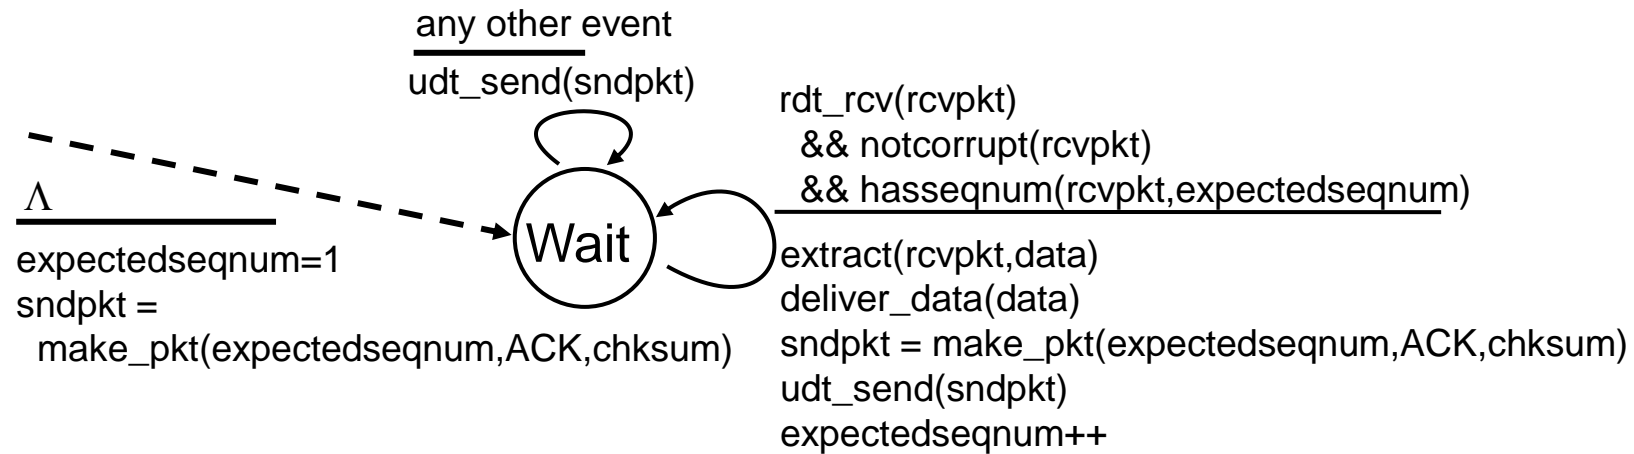 any other event
udt_send(sndpkt)
rdt_rcv(rcvpkt)
&& notcorrupt(rcvpkt)
&& hasseqnum(rcvpkt,expectedseqnum)
Λ
expectedseqnum=1
sndpkt =
make_pkt(expectedseqnum,ACK,chksum)
Wait
extract(rcvpkt,data)
deliver_data(data)
sndpkt = make_pkt(expectedseqnum,ACK,chksum)
udt_send(sndpkt)
expectedseqnum++